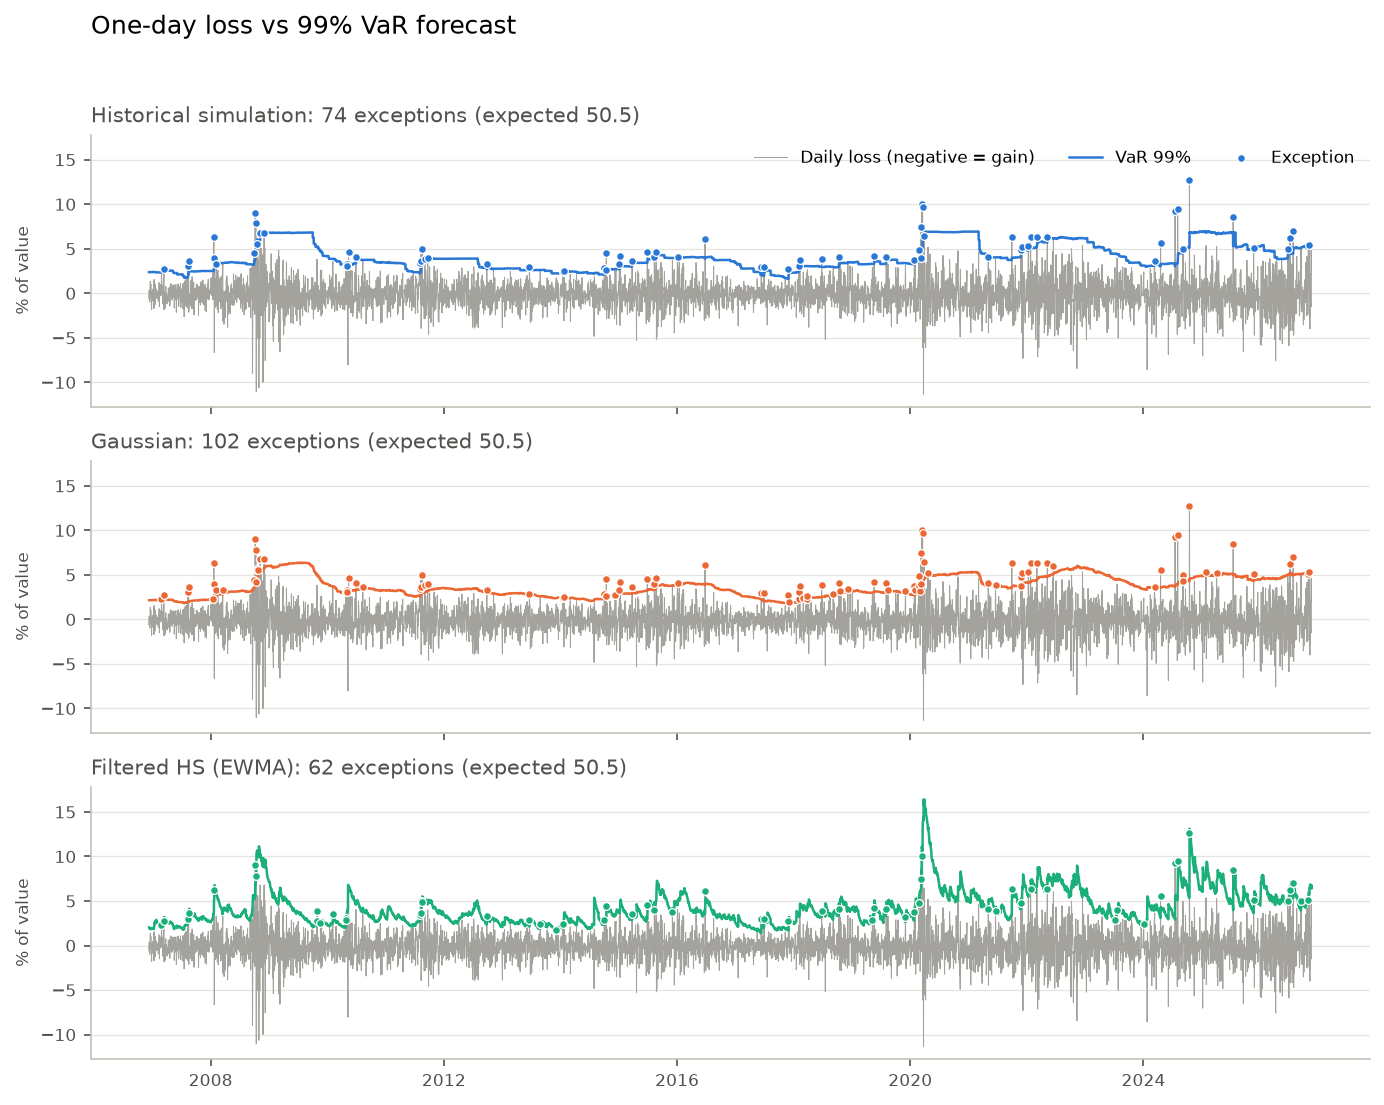 One-day loss vs 99% VaR forecast
Historical simulation: 74 exceptions (expected 50.5)
Daily loss (negative = gain) VaR 99% Exception
% of value
15
10
5
0
−5
−10
Gaussian: 102 exceptions (expected 50.5)
% of value
15
10
5
0
−5
−10
Filtered HS (EWMA): 62 exceptions (expected 50.5)
% of value
15
10
5
0
−5
−10
2008 2012 2016 2020 2024